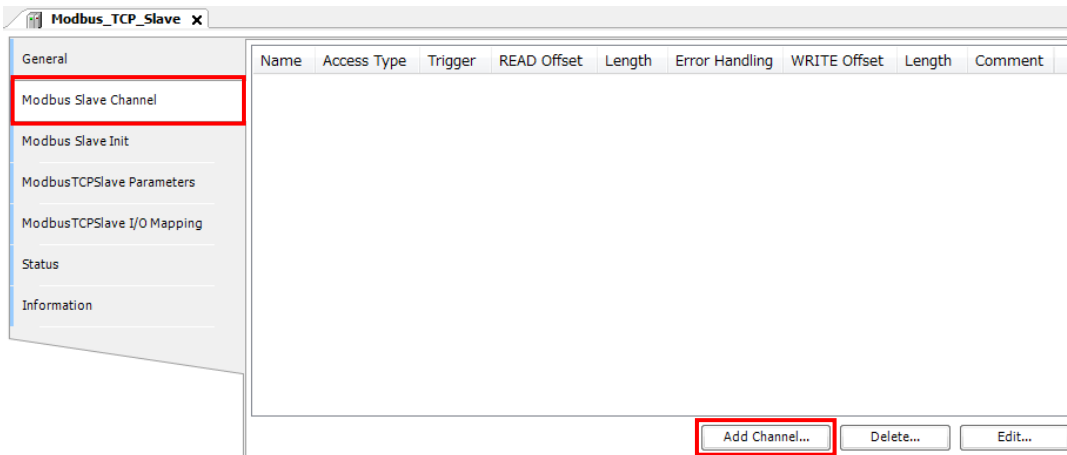 Modbus_TCP_Slave x
General
Modbus Slave Channel
Modbus Slave Init
ModbusTCPSlave Parameters
ModbusTCPSlave I/O Mapping
Status
Information
Name Access Type Trigger READ Offset Length Error Handling WRITE Offset Length Comment
Add Channel... Delete... Edit...